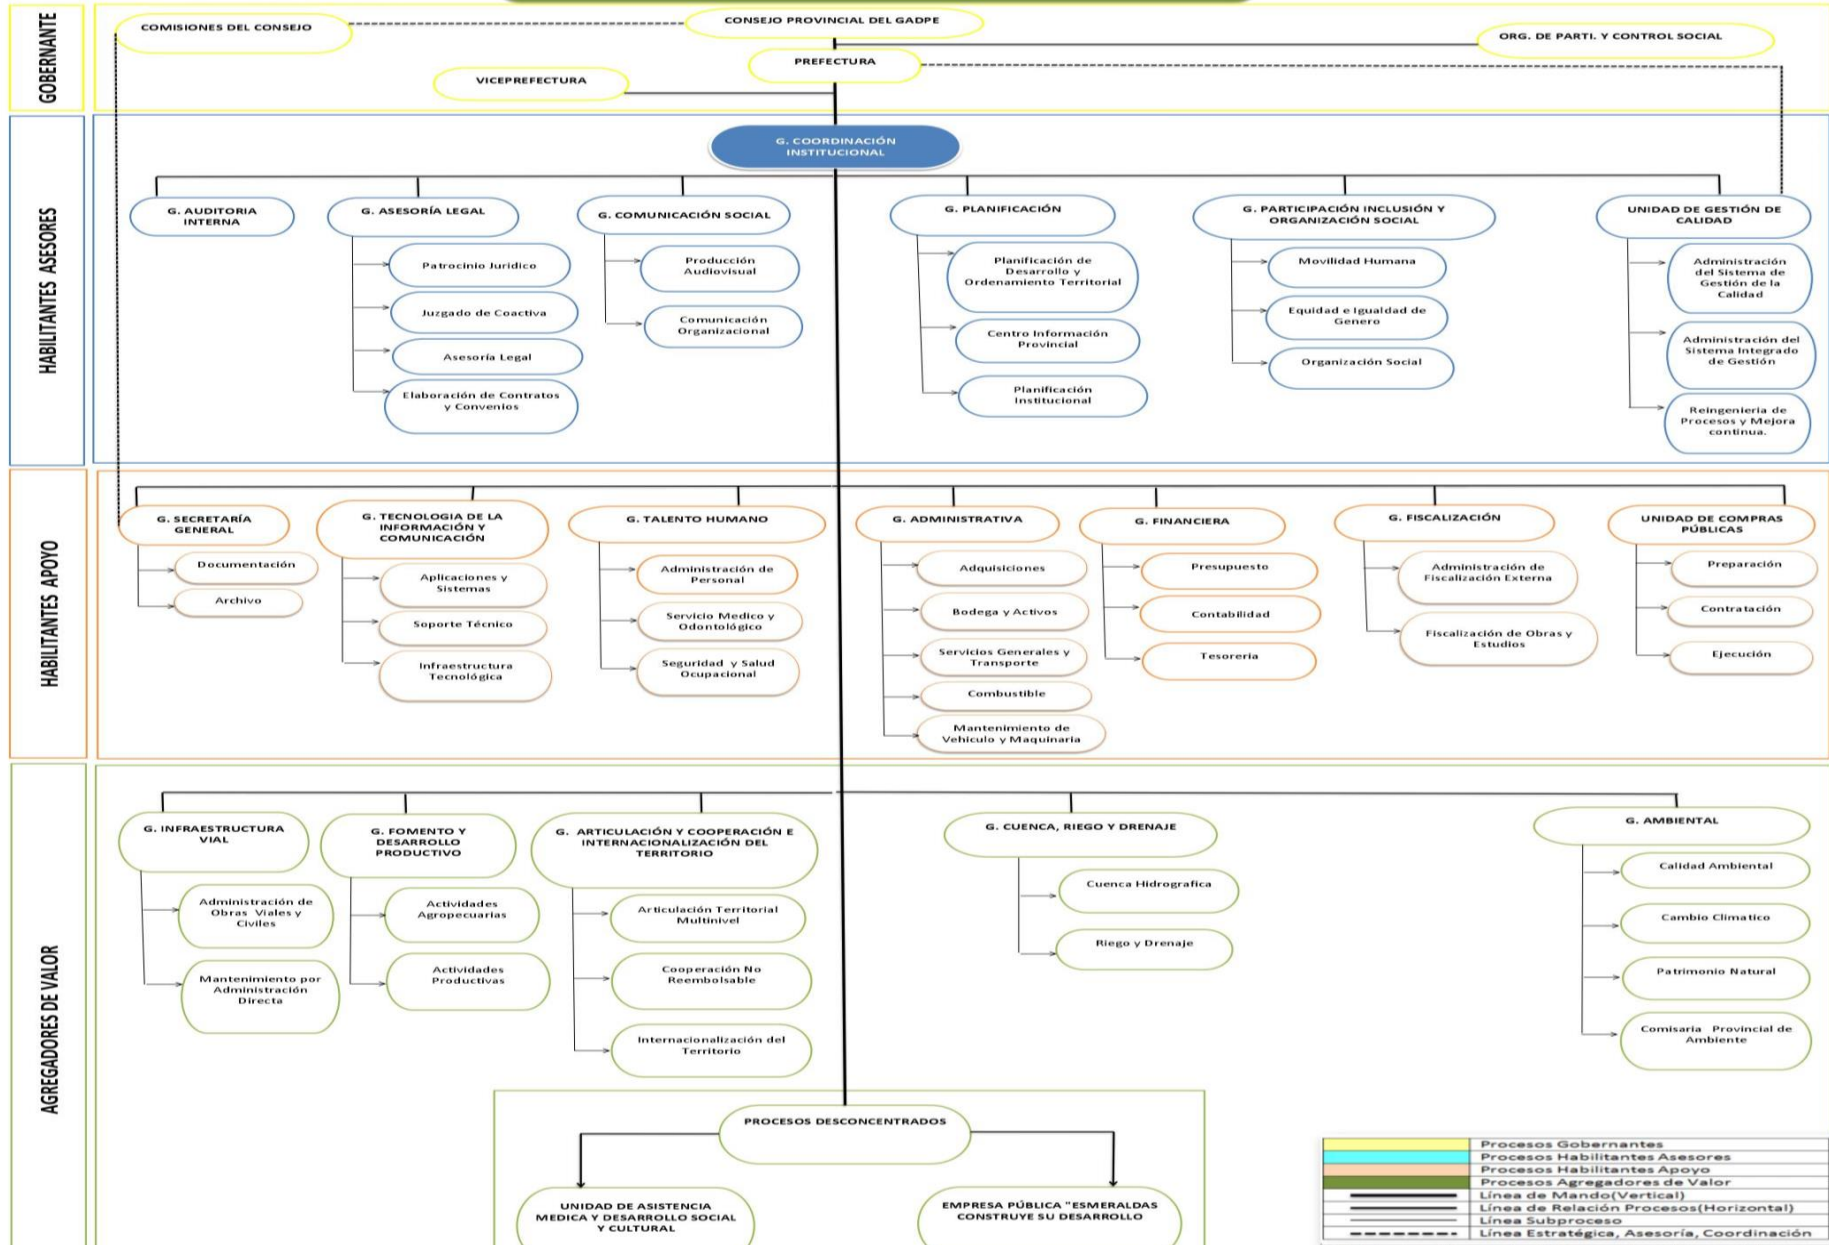 GOBERNANTE
COMISIONES DEL CONSEJO
CONSEJO PROVINCIAL DEL GADPE
ORG. DE PARTI. Y CONTROL SOCIAL
PREFECTURA
VICEPREFECTURA
HABILITANTES ASESORES
G. COORDINACIÓN
INSTITUCIONAL
G. AUDITORIA
INTERNA
G. ASESORÍA LEGAL
Patrocinio Juridico
Juzgado de Coactiva
Asesoría Legal
Elaboración de Contratos
y Convenios
G. COMUNICACIÓN SOCIAL
Producción
Audiovisual
Comunicación
Organizacional
G. PLANIFICACIÓN
Planificación de
Desarrollo y
Ordenamiento Territorial
Centro Información
Provincial
Planificación
Institucional
G. PARTICIPACIÓN INCLUSIÓN Y
ORGANIZACIÓN SOCIAL
Movilidad Humana
Equidad e Igualdad de
Genero
Organización Social
UNIDAD DE GESTIÓN DE
CALIDAD
Administración
del Sistema de
Gestión de la
Calidad
Administración del
Sistema Integrado
de Gestión
Reingenieria de
Procesos y Mejora
continua.
HABILITANTES APOYO
G. SECRETARÍA
GENERAL
Documentación
Archivo
G. TECNOLOGIA DE LA
INFORMACIÓN Y
COMUNICACIÓN
Aplicaciones y
Sistemas
Soporte Técnico
Infraestructura
Tecnológica
G. TALENTO HUMANO
Administración de
Personal
Servicio Medico y
Odontológico
Seguridad y Salud
Ocupacional
G. ADMINISTRATIVA
Adquisiciones
Bodega y Activos
Servicios Generales y
Transporte
Combustible
Mantenimiento de
Vehiculo y Maquinaria
G. FINANCIERA
Presupuesto
Contabilidad
Tesoreria
G. FISCALIZACIÓN
Administración de
Fiscalización Externa
Fiscalización de Obras y
Estudios
UNIDAD DE COMPRAS
PÚBLICAS
Preparación
Contratación
Ejecución
AGREGADORES DE VALOR
G. INFRAESTRUCTURA
VIAL
Administración de
Obras Viales y
Civiles
Mantenimiento por
Administración
Directa
G. FOMENTO Y
DESARROLLO
PRODUCTIVO
Actividades
Agropecuarias
Actividades
Productivas
G. ARTICULACIÓN Y COOPERACIÓN E
INTERNACIONALIZACIÓN DEL
TERRITORIO
Articulación Territorial
Multinivel
Cooperación No
Reembolsable
Internacionalización del
Territorio
G. CUENCA, RIEGO Y DRENAJE
Cuenca Hidrografica
Riego y Drenaje
G. AMBIENTAL
Calidad Ambiental
Cambio Climatico
Patrimonio Natural
Comisaria Provincial de
Ambiente
PROCESOS DESCONCENTRADOS
UNIDAD DE ASISTENCIA
MEDICA Y DESARROLLO SOCIAL
Y CULTURAL
EMPRESA PÚBLICA "ESMERALDAS
CONSTRUYE SU DESARROLLO
Procesos Gobernantes
Procesos Habilitantes Asesores
Procesos Habilitantes Apoyo
Procesos Agregadores de Valor
Línea de Mando(Vertical)
Línea de Relación Procesos(Horizontal)
Línea Subproceso
Línea Estratégica, Asesoría, Coordinación